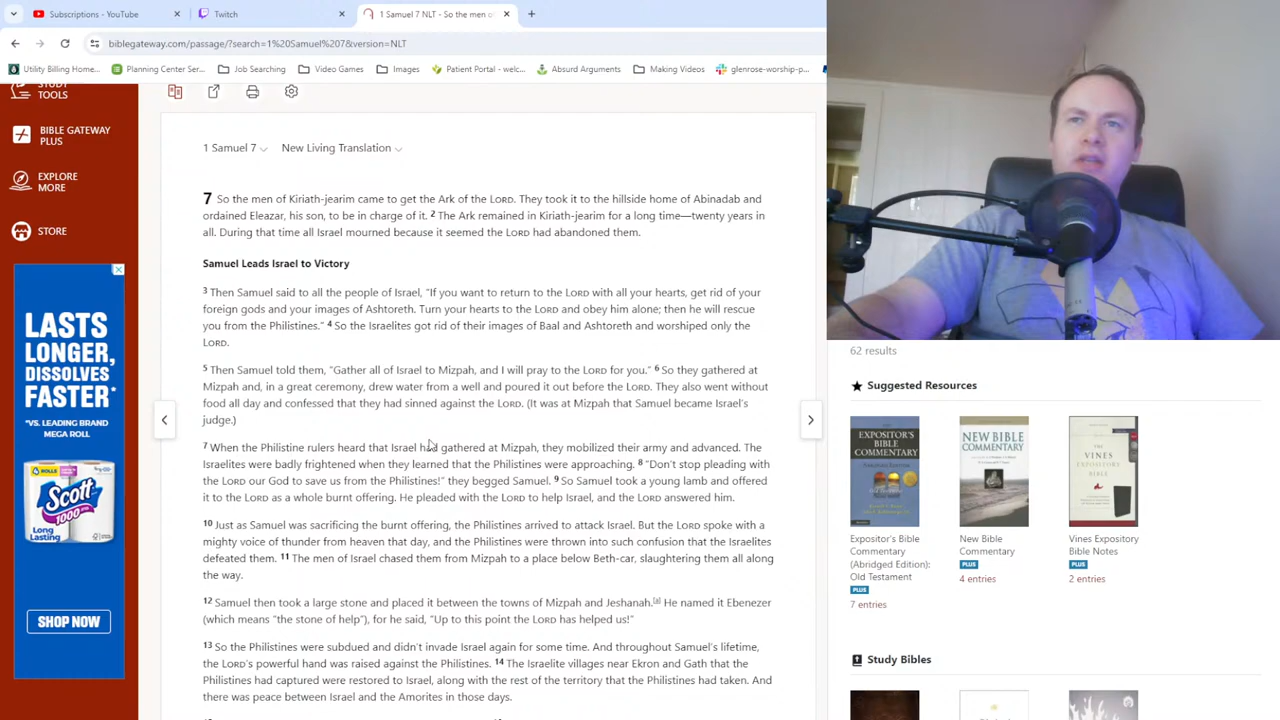 Subscriptions - YouTube
Twitch
1 Samuel 7 NLT - So the men o
biblegateway.com/passage/?search=1%20Samuel%207&version=NLT
Utility Billing Home...
Planning Center Ser...
Job Searching
Video Games
Images
Patient Portal - welc...
Absurd Arguments
Making Videos
glenrose-worship-p...
STUDY
TOOLS
BIBLE GATEWAY
PLUS
EXPLORE
MORE
STORE
LASTS
LONGER,
DISSOLVES
FASTER*
*VS. LEADING BRAND
MEGA ROLL
4 ROLLS
Scott
1000
Long
Lasting
SHOP NOW
1 Samuel 7
New Living Translation
7 So the men of Kiriath-jearim came to get the Ark of the LORD. They took it to the hillside home of Abinadab and
ordained Eleazar, his son, to be in charge of it. 2 The Ark remained in Kiriath-jearim for a long time—twenty years in
all. During that time all Israel mourned because it seemed the LORD had abandoned them.
Samuel Leads Israel to Victory
3 Then Samuel said to all the people of Israel, “If you want to return to the LORD with all your hearts, get rid of your
foreign gods and your images of Ashtoreth. Turn your hearts to the LORD and obey him alone; then he will rescue
you from the Philistines.” 4 So the Israelites got rid of their images of Baal and Ashtoreth and worshiped only the
LORD.
5 Then Samuel told them, “Gather all of Israel to Mizpah, and I will pray to the LORD for you.” 6 So they gathered at
Mizpah and, in a great ceremony, drew water from a well and poured it out before the LORD. They also went without
food all day and confessed that they had sinned against the LORD. (It was at Mizpah that Samuel became Israel’s
judge.)
When the Philistine rulers heard that Israel had gathered at Mizpah, they mobilized their army and advanced. The
Israelites were badly frightened when they learned that the Philistines were approaching. 8 “Don’t stop pleading with
the LORD our God to save us from the Philistines!” they begged Samuel. 9 So Samuel took a young lamb and offered
it to the LORD as a whole burnt offering. He pleaded with the LORD to help Israel, and the LORD answered him.
10 Just as Samuel was sacrificing the burnt offering, the Philistines arrived to attack Israel. But the LORD spoke with a
mighty voice of thunder from heaven that day, and the Philistines were thrown into such confusion that the Israelites
defeated them. 11 The men of Israel chased them from Mizpah to a place below Beth-car, slaughtering them all along
the way.
12 Samuel then took a large stone and placed it between the towns of Mizpah and Jeshanah.[a] He named it Ebenezer
(which means “the stone of help”), for he said, “Up to this point the LORD has helped us!”
13 So the Philistines were subdued and didn’t invade Israel again for some time. And throughout Samuel’s lifetime,
the LORD’s powerful hand was raised against the Philistines. 14 The Israelite villages near Ekron and Gath that the
Philistines had captured were restored to Israel, along with the rest of the territory that the Philistines had taken. And
there was peace between Israel and the Amorites in those days.
62 results
Suggested Resources
EXPOSITOR'S
BIBLE
COMMENTARY
NEW BIBLE
COMMENTARY
THE
VINES
EXPOSITORY
BIBLE
Expositor's Bible
Commentary
(Abridged Edition):
Old Testament
PLUS
7 entries
New Bible
Commentary
PLUS
4 entries
Vines Expository
Bible Notes
PLUS
2 entries
Study Bibles